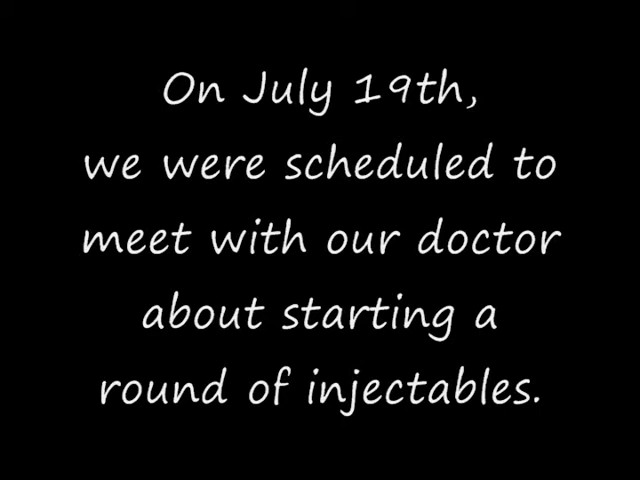 On July 19th,
we were scheduled to
meet with our doctor
about starting a
round of injectables.